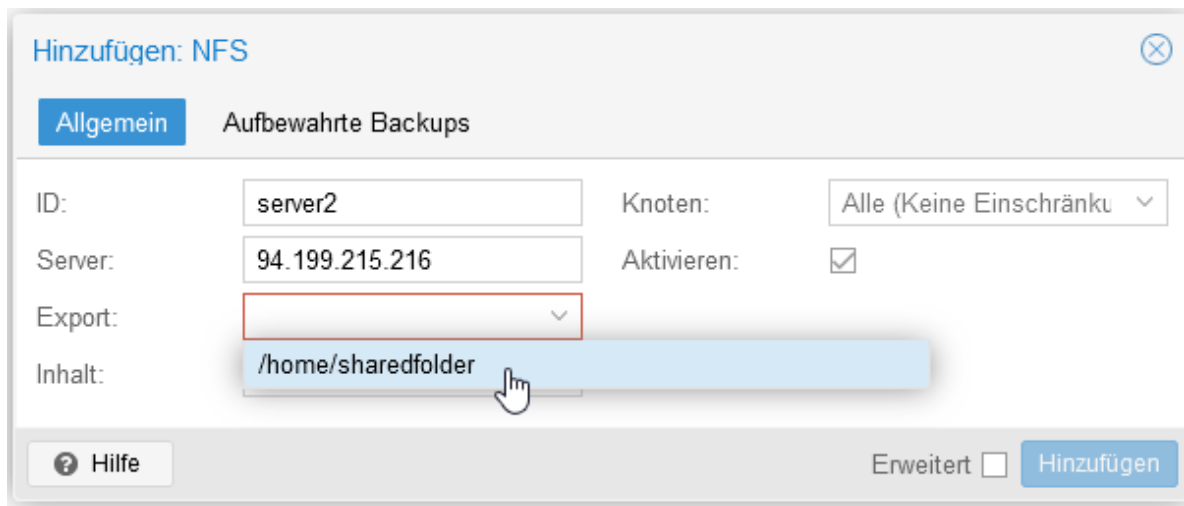 Hinzufügen: NFS
Allgemein Aufbewahrte Backups
ID: server2 Knoten: Alle (Keine Einschränku
Server: 94.199.215.216 Aktivieren:
Export:
/home/sharedfolder
Inhalt:
? Hilfe Erweitert Hinzufügen